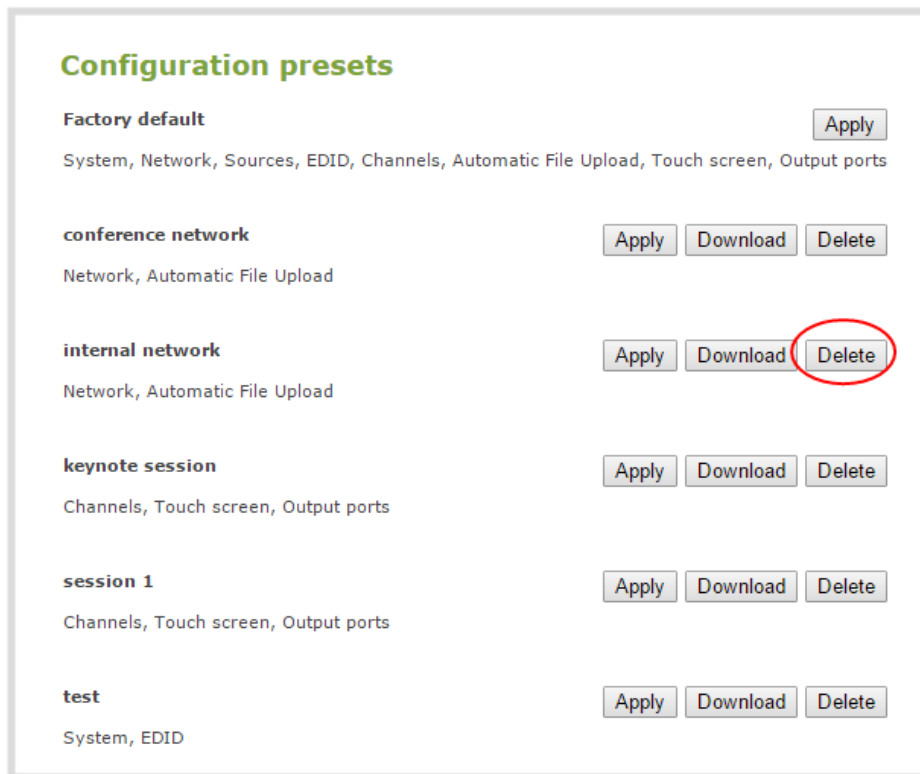 Configuration presets
Factory default Apply
System, Network, Sources, EDID, Channels, Automatic File Upload, Touch screen, Output ports
conference network Apply Download Delete
Network, Automatic File Upload
internal network Apply Download Delete
Network, Automatic File Upload
keynote session Apply Download Delete
Channels, Touch screen, Output ports
session 1 Apply Download Delete
Channels, Touch screen, Output ports
test Apply Download Delete
System, EDID